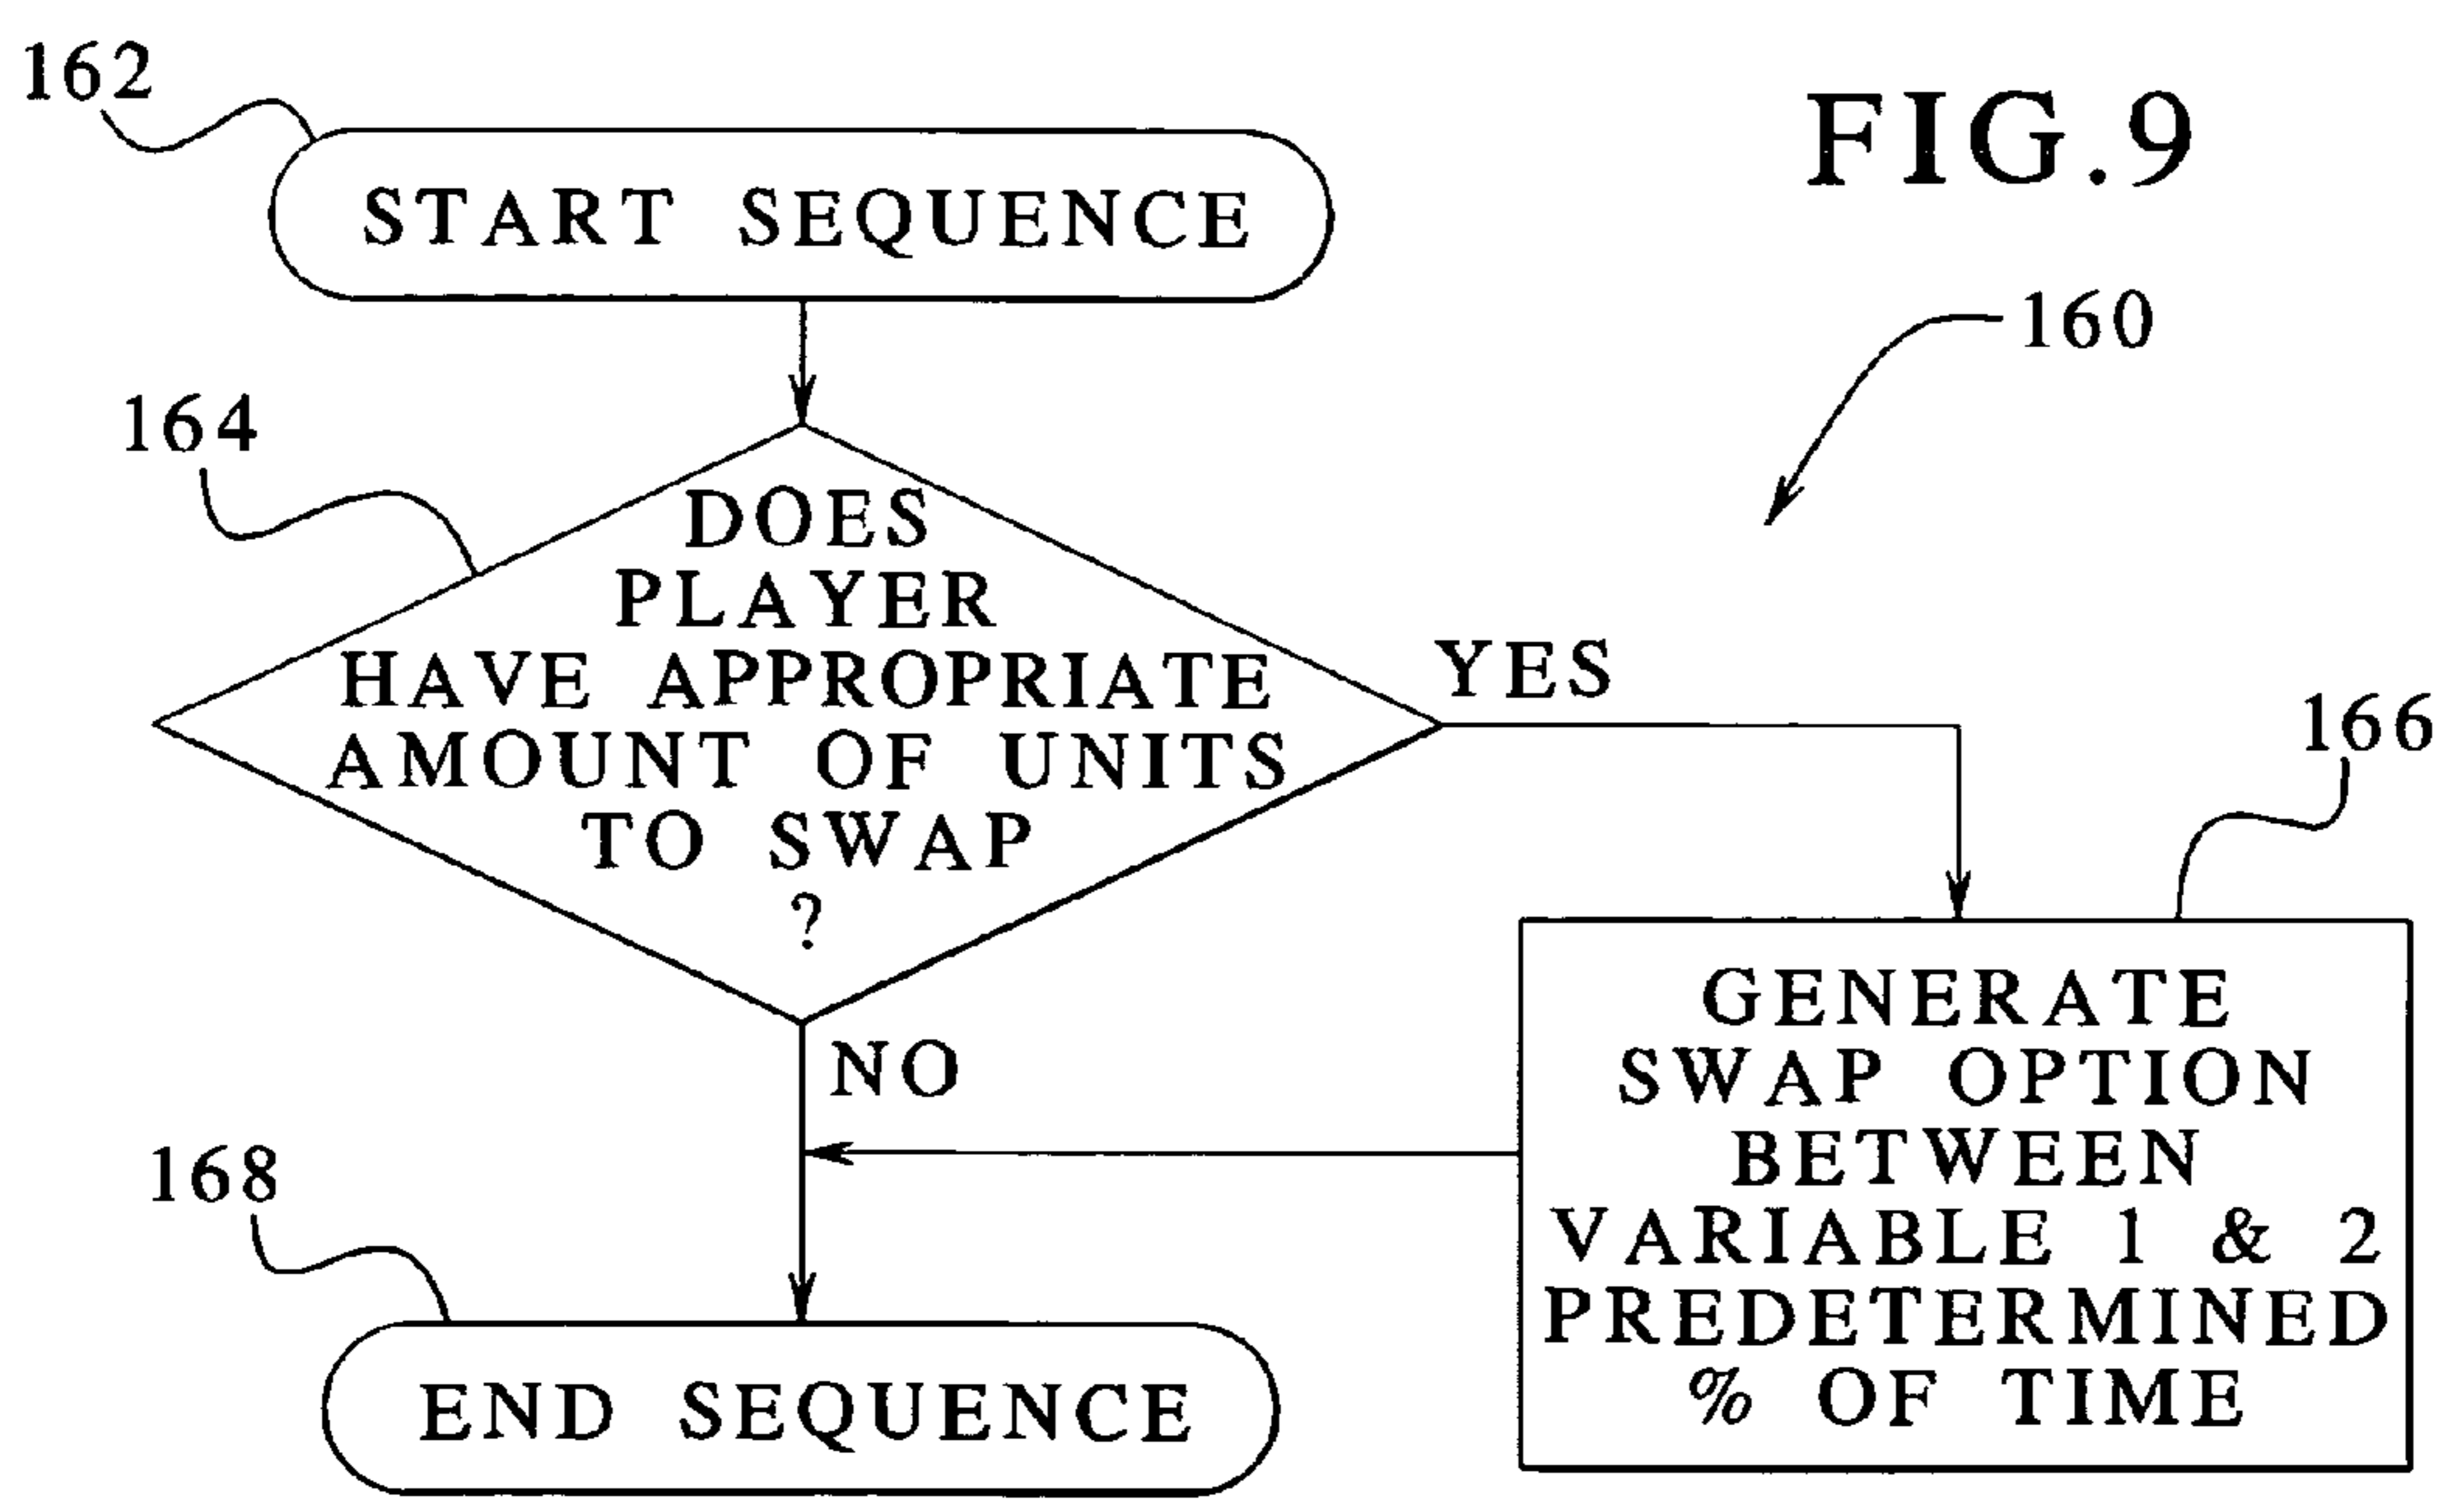 162
FIG.9
START SEQUENCE
160
164
DOES
PLAYER
HAVE APPROPRIATE
AMOUNT OF UNITS
TO SWAP
?
YES
166
NO
GENERATE
SWAP OPTION
BETWEEN
VARIABLE 1 & 2
PREDETERMINED
% OF TIME
168
END SEQUENCE